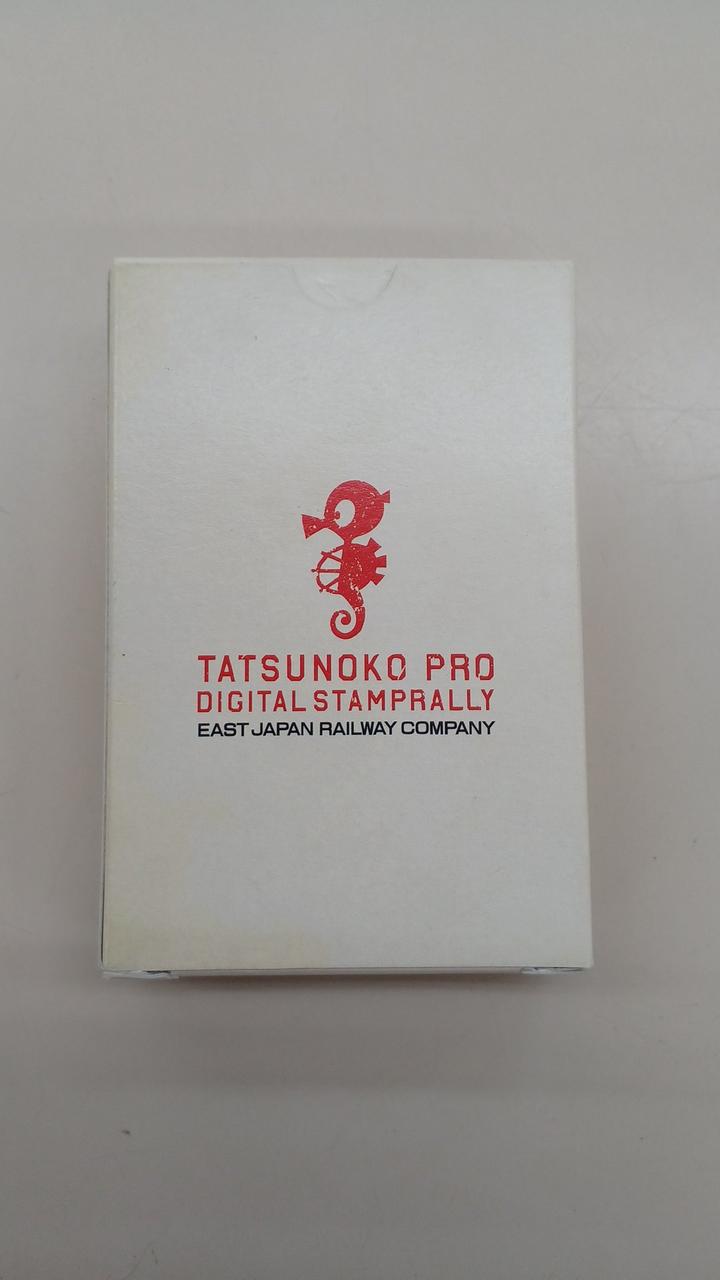 TATSUNOKO PRO
DIGITAL STAMPRALLY
EAST JAPAN RAILWAY COMPANY